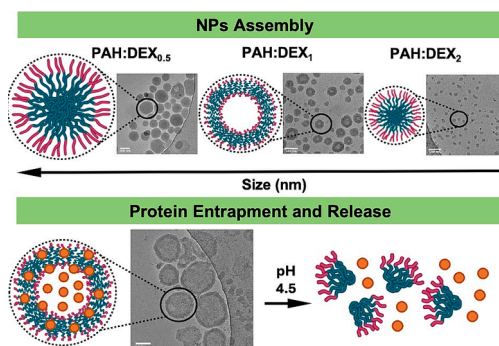 NPs Assembly
PAH:DEX0.5
PAH:DEX1
PAH:DEX2
Size (nm)
Protein Entrapment and Release
pH
4.5